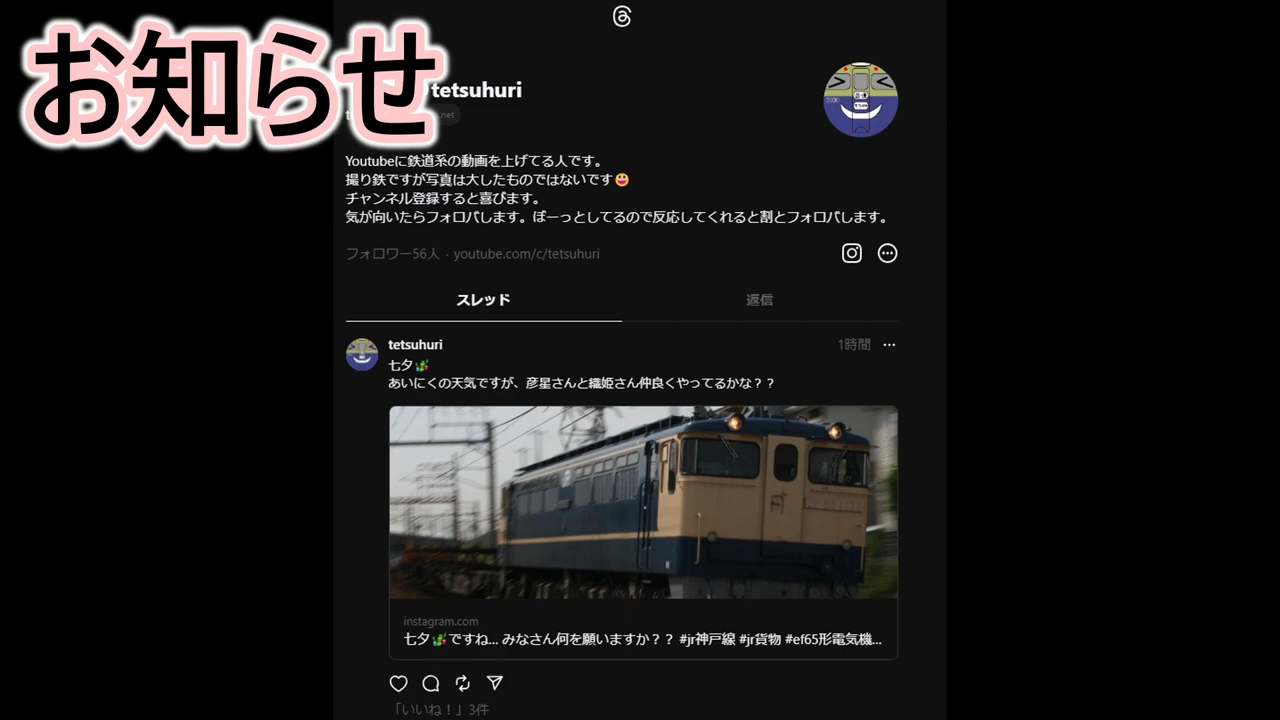 お知らせ
tetsuhuri
.net
Youtubeに鉄道系の動画を上げてる人です。
撮り鉄ですが写真は大したものではないです😃
チャンネル登録すると喜びます。
気が向いたらフォロバします。ぼーっとしてるので反応してくれると割とフォロバします。
フォロワー56人 · youtube.com/c/tetsuhuri
スレッド 返信
tetsuhuri 1時間
七夕🎋
あいにくの天気ですが、彦星さんと織姫さん仲良くやってるかな？？
instagram.com
七夕🎋ですね... みなさん何を願いますか？？ #jr神戸線 #jr貨物 #ef65形電気機...
「いいね！」3件